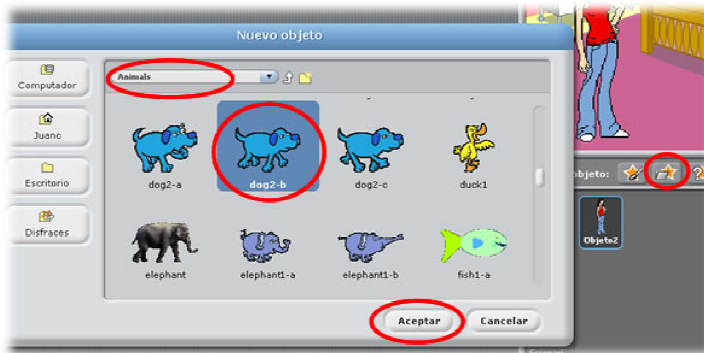 Nuevo objeto
Computador
Juanc
Escritorio
Disfraces
Animals
dog2-a
dog2-b
dog2-c
duck1
elephant
elephant1-a
elephant1-b
fish1-a
Aceptar
Cancelar
objeto:
Objeto2